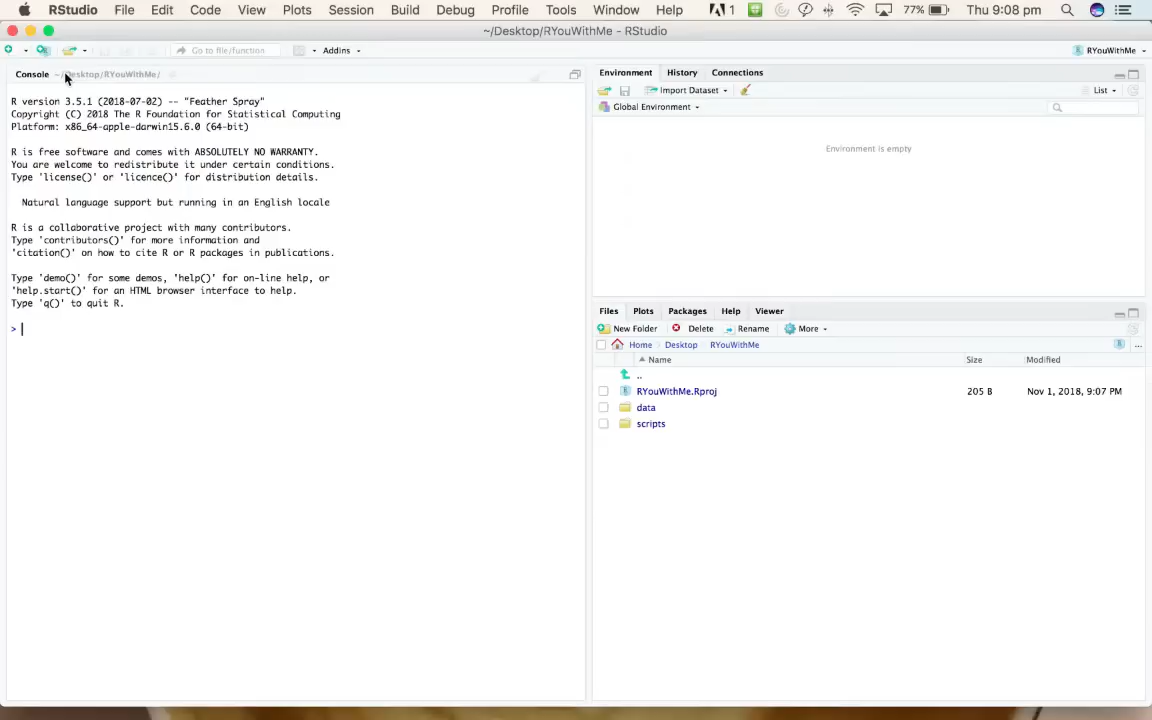 RStudio File Edit Code View Plots Session Build Debug Profile Tools Window Help 1 77% Thu 9:08 pm
~/Desktop/RYouWithMe - RStudio
Go to file/function Addins RYouWithMe
Console ~/Desktop/RYouWithMe/
R version 3.5.1 (2018-07-02) -- "Feather Spray"
Copyright (C) 2018 The R Foundation for Statistical Computing
Platform: x86_64-apple-darwin15.6.0 (64-bit)
R is free software and comes with ABSOLUTELY NO WARRANTY.
You are welcome to redistribute it under certain conditions.
Type 'license()' or 'licence()' for distribution details.
Natural language support but running in an English locale
R is a collaborative project with many contributors.
Type 'contributors()' for more information and
'citation()' on how to cite R or R packages in publications.
Type 'demo()' for some demos, 'help()' for on-line help, or
'help.start()' for an HTML browser interface to help.
Type 'q()' to quit R.
>
Environment History Connections
Import Dataset List
Global Environment
Environment is empty
Files Plots Packages Help Viewer
New Folder Delete Rename More
Home Desktop RYouWithMe ...
Name Size Modified
..
RYouWithMe.Rproj 205 B Nov 1, 2018, 9:07 PM
data
scripts